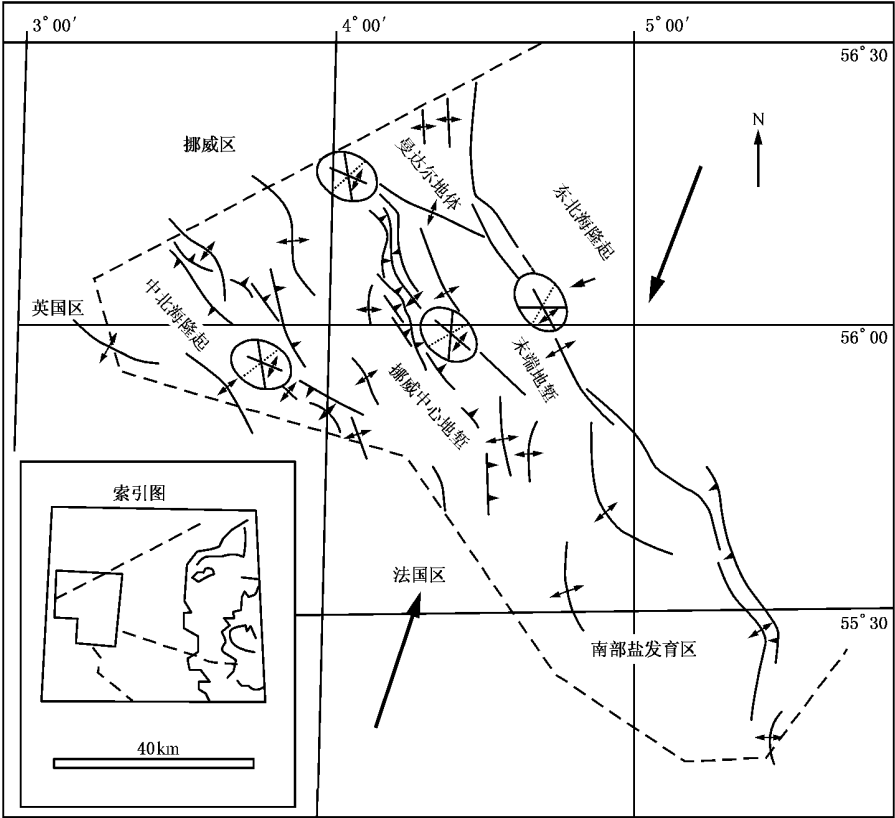 3°00′
4°00′
5°00′
56°30
N
挪威区
曼达尔地体
东北海隆起
英国区
中北海隆起
56°00
末端地堑
挪威中心地堑
索引图
法国区
55°30
南部盐发育区
40km